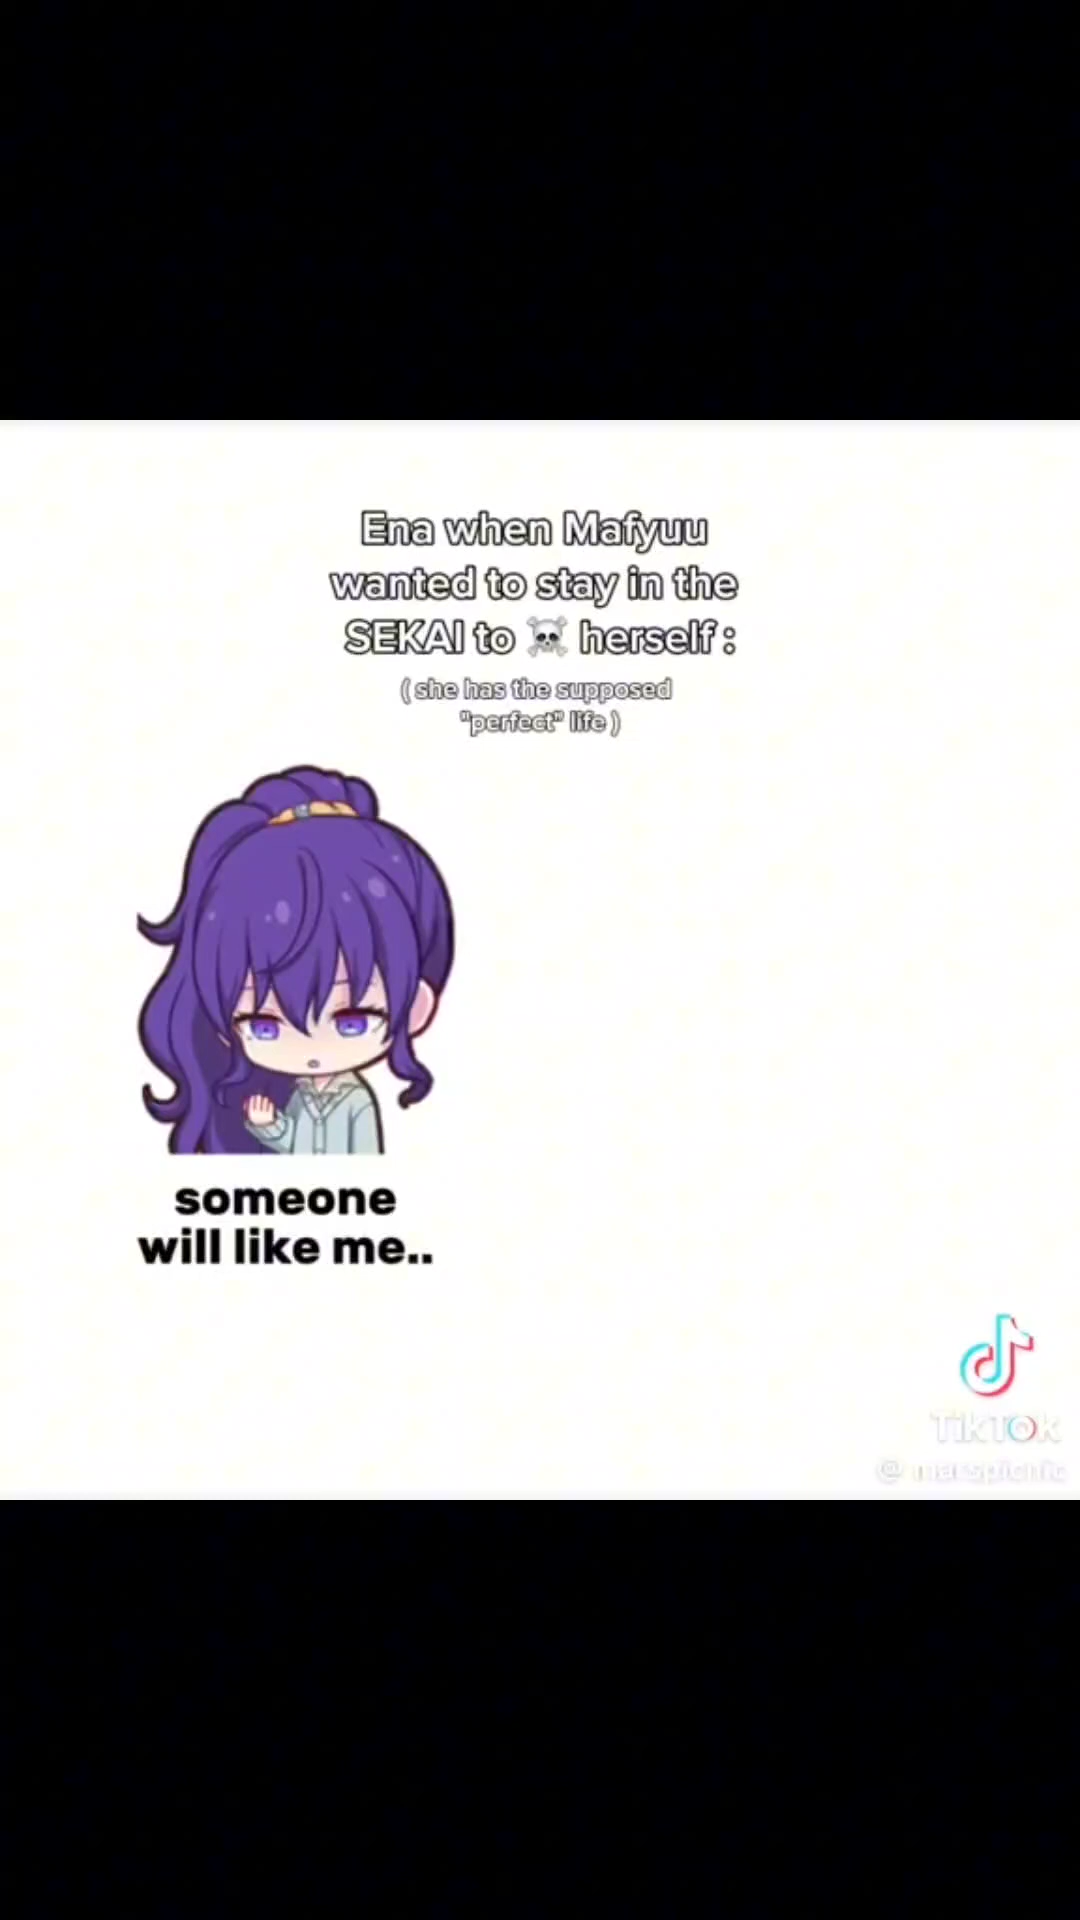 Ena when Mafyuu
wanted to stay in the
SEKAI to ☠️ herself :
( she has the supposed
"perfect" life )
someone
will like me..
TikTok
@ marspicnic